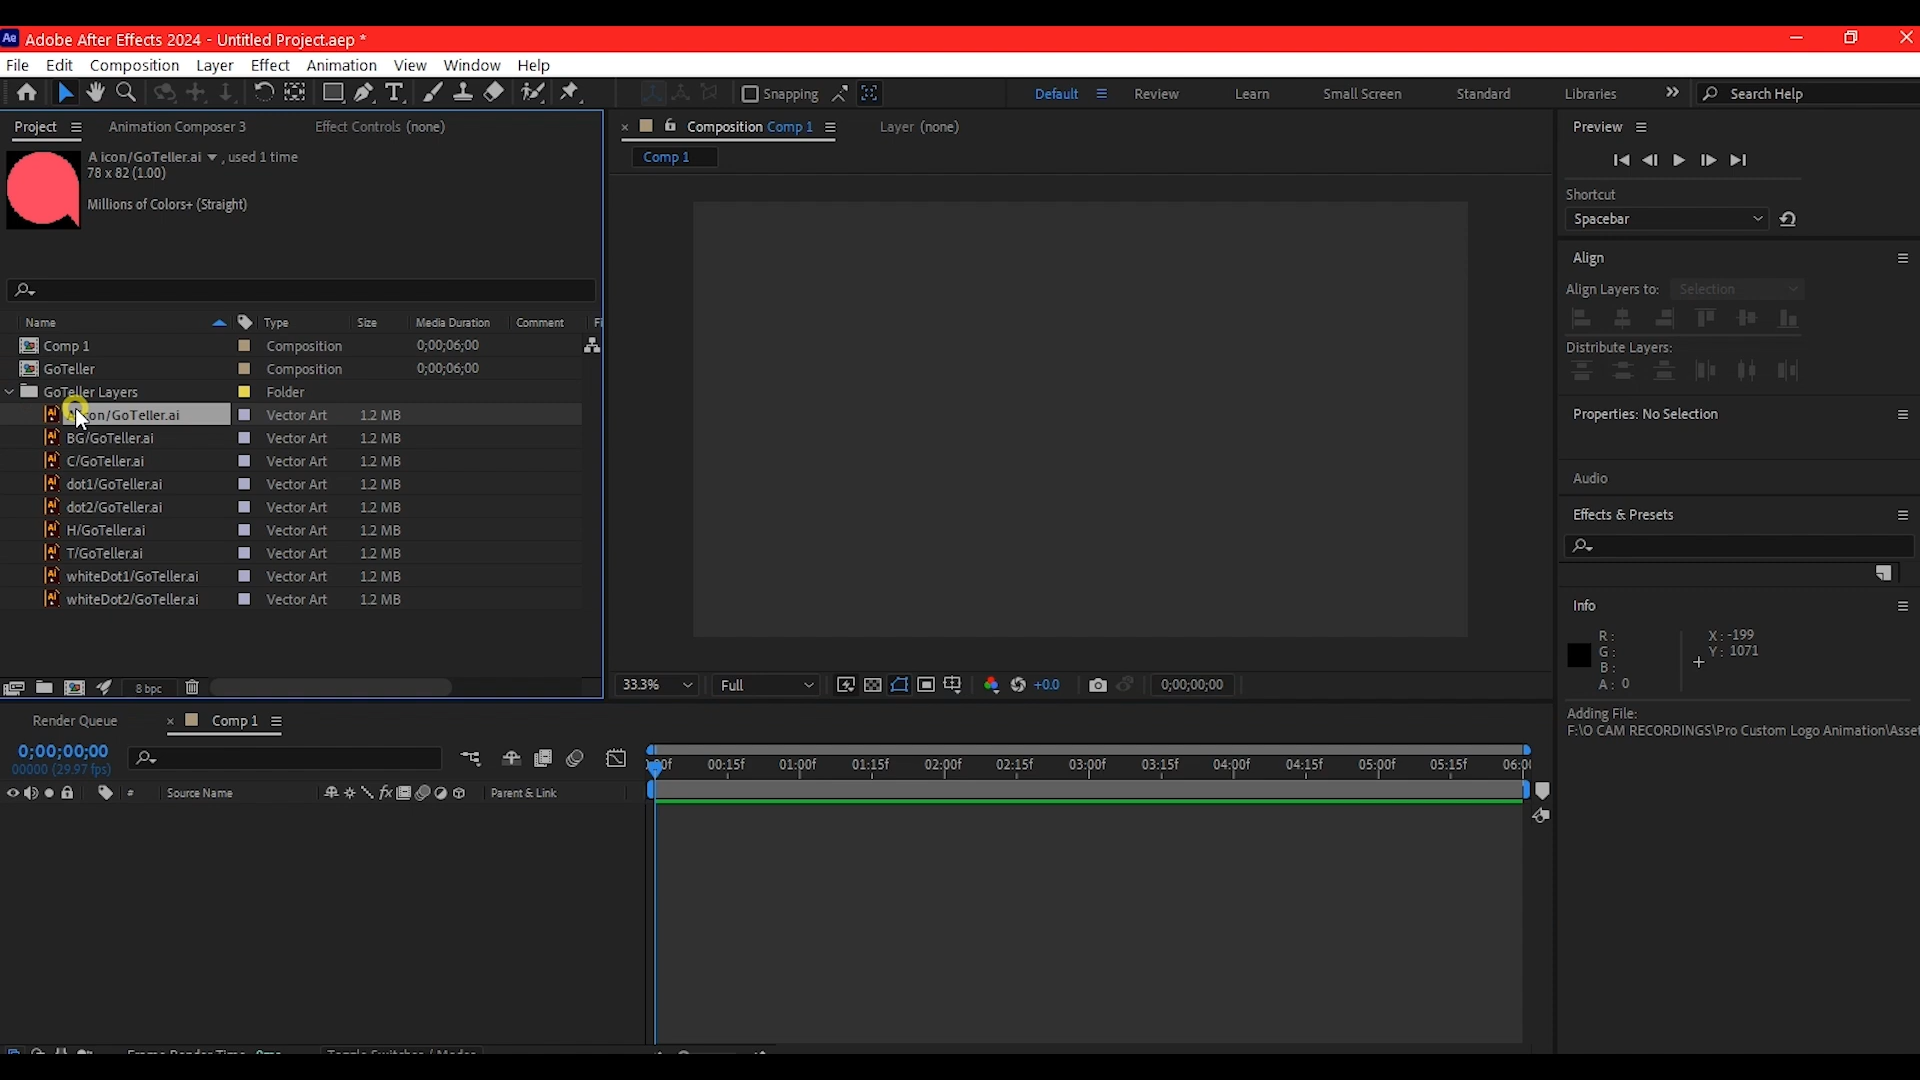 Ae Adobe After Effects 2024 - Untitled Project.aep *
File Edit Composition Layer Effect Animation View Window Help
Snapping Default Review Learn Small Screen Standard Libraries Search Help
Project Animation Composer 3 Effect Controls (none)
A icon/GoTeller.ai , used 1 time
78 x 82 (1.00)
Millions of Colors+ (Straight)
Name Type Size Media Duration Comment Fi
Comp 1 Composition 0;00;06;00
GoTeller Composition 0;00;06;00
GoTeller Layers Folder
con/GoTeller.ai Vector Art 1.2 MB
BG/GoTeller.ai Vector Art 1.2 MB
C/GoTeller.ai Vector Art 1.2 MB
dot1/GoTeller.ai Vector Art 1.2 MB
dot2/GoTeller.ai Vector Art 1.2 MB
H/GoTeller.ai Vector Art 1.2 MB
T/GoTeller.ai Vector Art 1.2 MB
whiteDot1/GoTeller.ai Vector Art 1.2 MB
whiteDot2/GoTeller.ai Vector Art 1.2 MB
8 bpc
Composition Comp 1 Layer (none)
Comp 1
33.3% Full +0.0 0;00;00;00
Preview
Shortcut
Spacebar
Align
Align Layers to: Selection
Distribute Layers:
Properties: No Selection
Audio
Effects & Presets
Info
R: X: -199
G: Y: 1071
B:
A: 0
Adding File:
F:\O CAM RECORDINGS\Pro Custom Logo Animation\Asset
Render Queue Comp 1
0;00;00;00
00000 (29.97 fps)
00f 00:15f 01:00f 01:15f 02:00f 02:15f 03:00f 03:15f 04:00f 04:15f 05:00f 05:15f 06:0
# Source Name fx Parent & Link